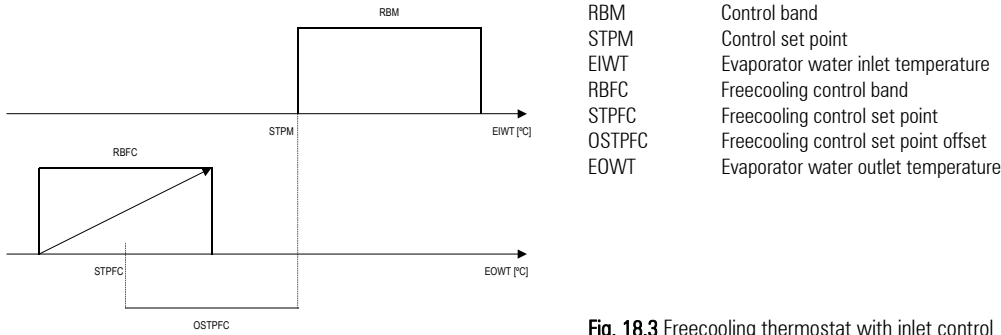 RBM
STPM
EIWT [°C]
RBFC
STPFC
EOWT [°C]
OSTPFC
RBM Control band
STPM Control set point
EIWT Evaporator water inlet temperature
RBFC Freecooling control band
STPFC Freecooling control set point
OSTPFC Freecooling control set point offset
EOWT Evaporator water outlet temperature
Fig. 18.3 Freecooling thermostat with inlet control